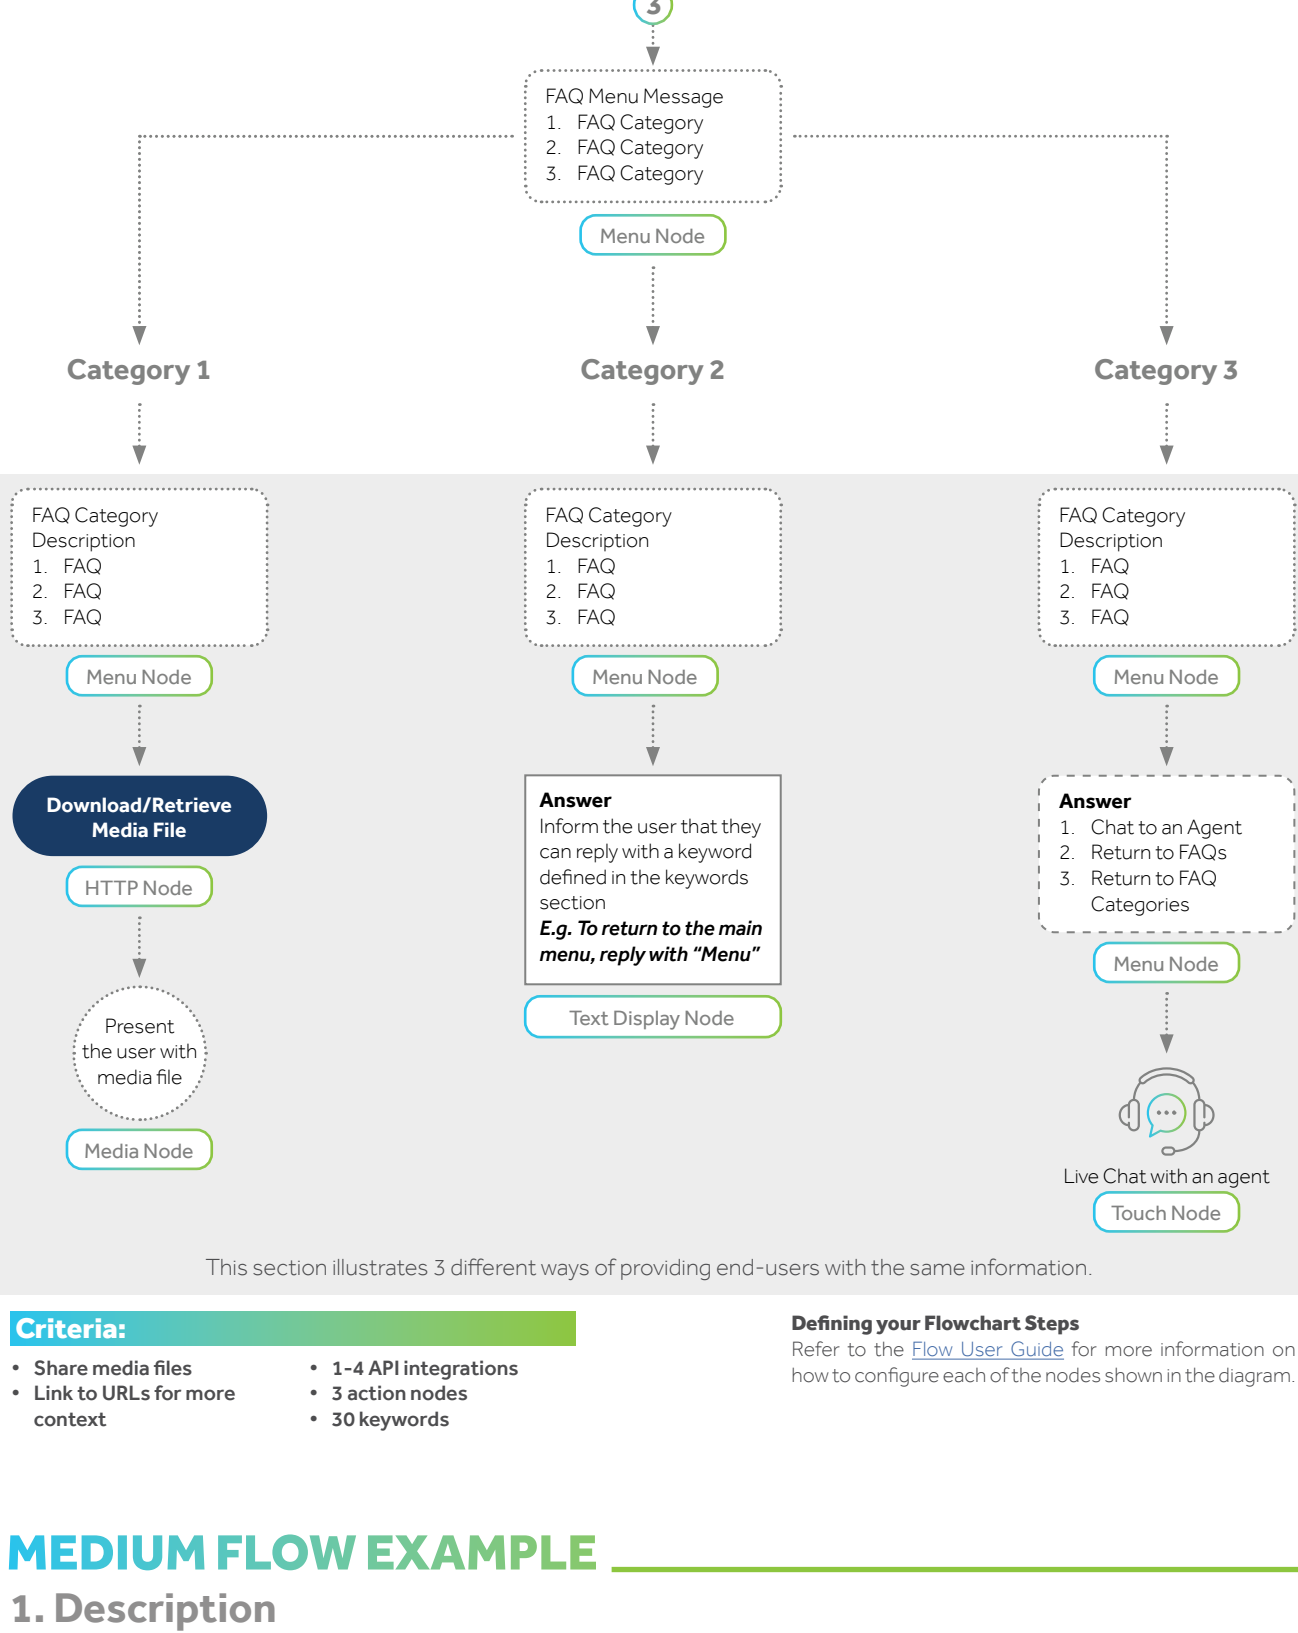 3
FAQ Menu Message
1. FAQ Category
2. FAQ Category
3. FAQ Category
Menu Node
Category 1
Category 2
Category 3
FAQ Category
Description
1. FAQ
2. FAQ
3. FAQ
Menu Node
Download/Retrieve
Media File
HTTP Node
Present
the user with
media file
Media Node
FAQ Category
Description
1. FAQ
2. FAQ
3. FAQ
Menu Node
Answer
Inform the user that they
can reply with a keyword
defined in the keywords
section
E.g. To return to the main
menu, reply with “Menu”
Text Display Node
FAQ Category
Description
1. FAQ
2. FAQ
3. FAQ
Menu Node
Answer
1. Chat to an Agent
2. Return to FAQs
3. Return to FAQ
Categories
Menu Node
Live Chat with an agent
Touch Node
This section illustrates 3 different ways of providing end-users with the same information.
Criteria:
• Share media files
• Link to URLs for more
context
• 1-4 API integrations
• 3 action nodes
• 30 keywords
Defining your Flowchart Steps
Refer to the Flow User Guide for more information on
how to configure each of the nodes shown in the diagram.
MEDIUM FLOW EXAMPLE
1. Description